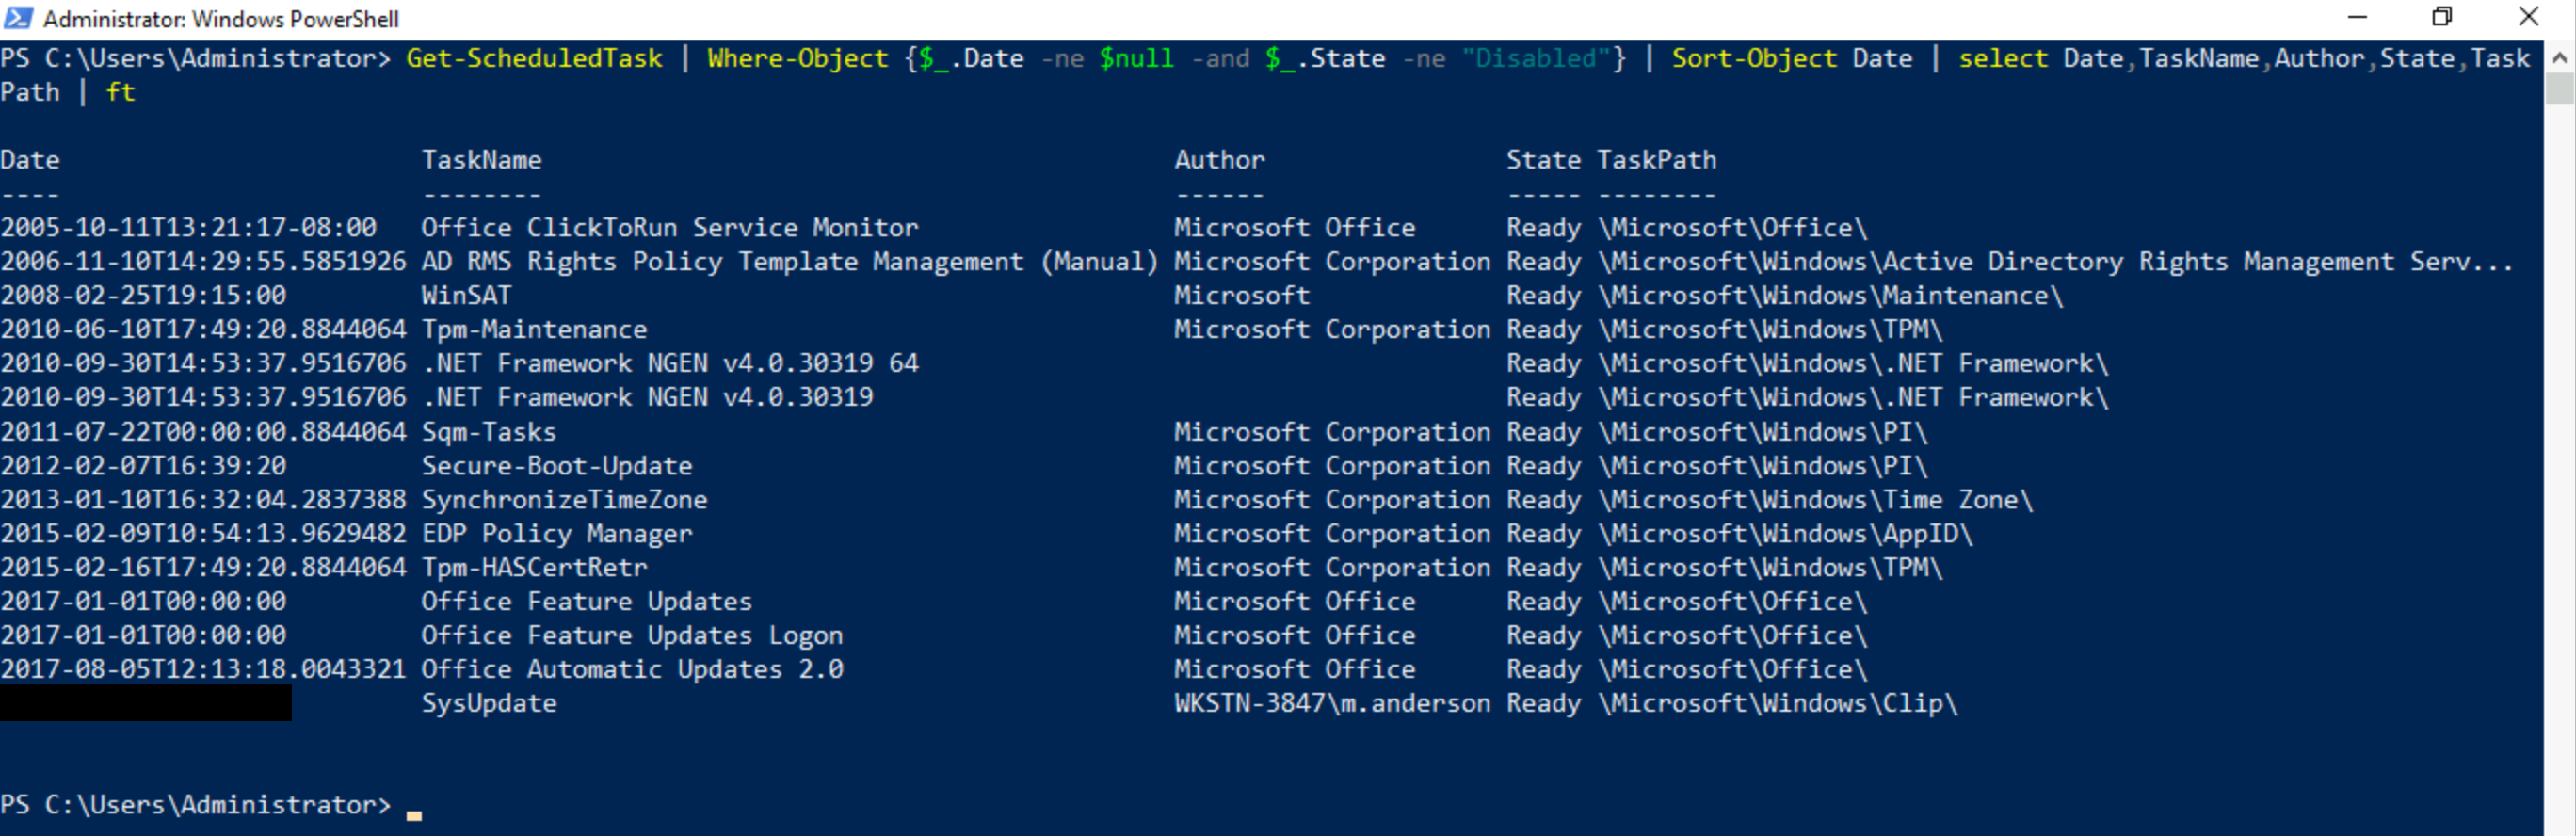 Administrator: Windows PowerShell
PS C:\Users\Administrator> Get-ScheduledTask | Where-Object {$_.Date -ne $null -and $_.State -ne "Disabled"} | Sort-Object Date | select Date,TaskName,Author,State,Task
Path | ft
Date TaskName Author State TaskPath
---- -------- ------ ----- --------
2005-10-11T13:21:17-08:00 Office ClickToRun Service Monitor Microsoft Office Ready \Microsoft\Office\
2006-11-10T14:29:55.5851926 AD RMS Rights Policy Template Management (Manual) Microsoft Corporation Ready \Microsoft\Windows\Active Directory Rights Management Serv...
2008-02-25T19:15:00 WinSAT Microsoft Ready \Microsoft\Windows\Maintenance\
2010-06-10T17:49:20.8844064 Tpm-Maintenance Microsoft Corporation Ready \Microsoft\Windows\TPM\
2010-09-30T14:53:37.9516706 .NET Framework NGEN v4.0.30319 64 Ready \Microsoft\Windows\.NET Framework\
2010-09-30T14:53:37.9516706 .NET Framework NGEN v4.0.30319 Ready \Microsoft\Windows\.NET Framework\
2011-07-22T00:00:00.8844064 Sqm-Tasks Microsoft Corporation Ready \Microsoft\Windows\PI\
2012-02-07T16:39:20 Secure-Boot-Update Microsoft Corporation Ready \Microsoft\Windows\PI\
2013-01-10T16:32:04.2837388 SynchronizeTimeZone Microsoft Corporation Ready \Microsoft\Windows\Time Zone\
2015-02-09T10:54:13.9629482 EDP Policy Manager Microsoft Corporation Ready \Microsoft\Windows\AppID\
2015-02-16T17:49:20.8844064 Tpm-HASCertRetr Microsoft Corporation Ready \Microsoft\Windows\TPM\
2017-01-01T00:00:00 Office Feature Updates Microsoft Office Ready \Microsoft\Office\
2017-01-01T00:00:00 Office Feature Updates Logon Microsoft Office Ready \Microsoft\Office\
2017-08-05T12:13:18.0043321 Office Automatic Updates 2.0 Microsoft Office Ready \Microsoft\Office\
SysUpdate WKSTN-3847\m.anderson Ready \Microsoft\Windows\Clip\
PS C:\Users\Administrator>